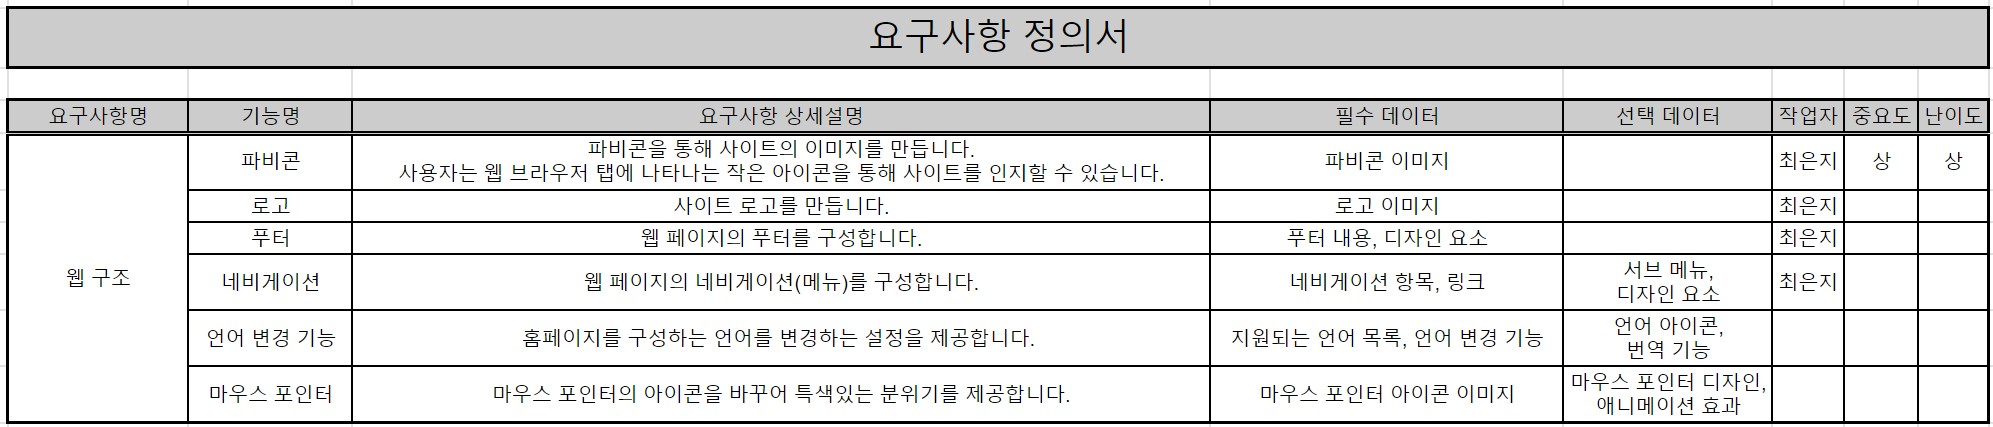 요구사항 정의서
요구사항명 기능명 요구사항 상세설명 필수 데이터 선택 데이터 작업자 중요도 난이도
웹 구조
파비콘
파비콘을 통해 사이트의 이미지를 만듭니다.
사용자는 웹 브라우저 탭에 나타나는 작은 아이콘을 통해 사이트를 인지할 수 있습니다.
파비콘 이미지
최은지
상
상
로고
사이트 로고를 만듭니다.
로고 이미지
최은지
푸터
웹 페이지의 푸터를 구성합니다.
푸터 내용, 디자인 요소
최은지
네비게이션
웹 페이지의 네비게이션(메뉴)를 구성합니다.
네비게이션 항목, 링크
서브 메뉴,
디자인 요소
최은지
언어 변경 기능
홈페이지를 구성하는 언어를 변경하는 설정을 제공합니다.
지원되는 언어 목록, 언어 변경 기능
언어 아이콘,
번역 기능
마우스 포인터
마우스 포인터의 아이콘을 바꾸어 특색있는 분위기를 제공합니다.
마우스 포인터 아이콘 이미지
마우스 포인터 디자인,
애니메이션 효과